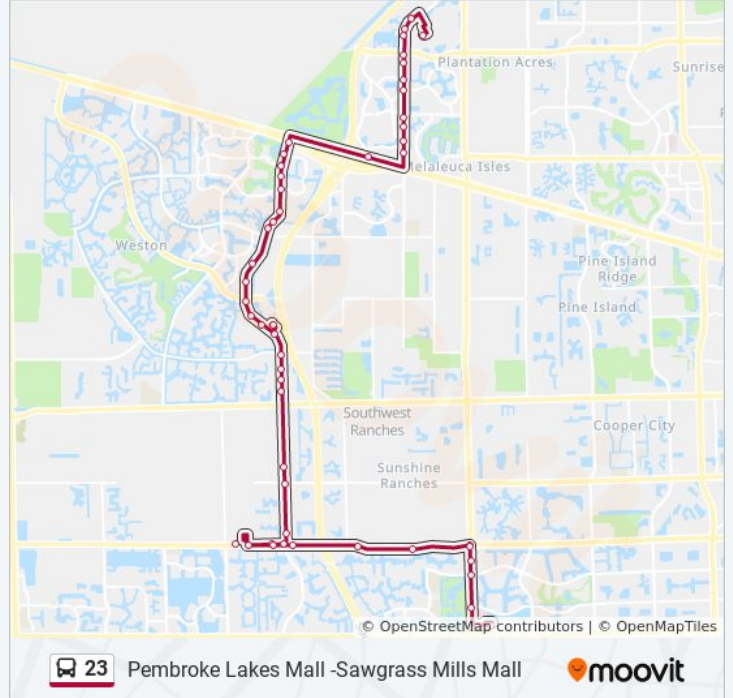 Plantation Acres
Sunrise
Melaleuca Isles
Weston
Pine Island
Ridge
Pine Island
Southwest
Ranches
Cooper City
Sunshine
Ranches
© OpenStreetMap contributors | © OpenMapTiles
23 Pembroke Lakes Mall -Sawgrass Mills Mall moovit